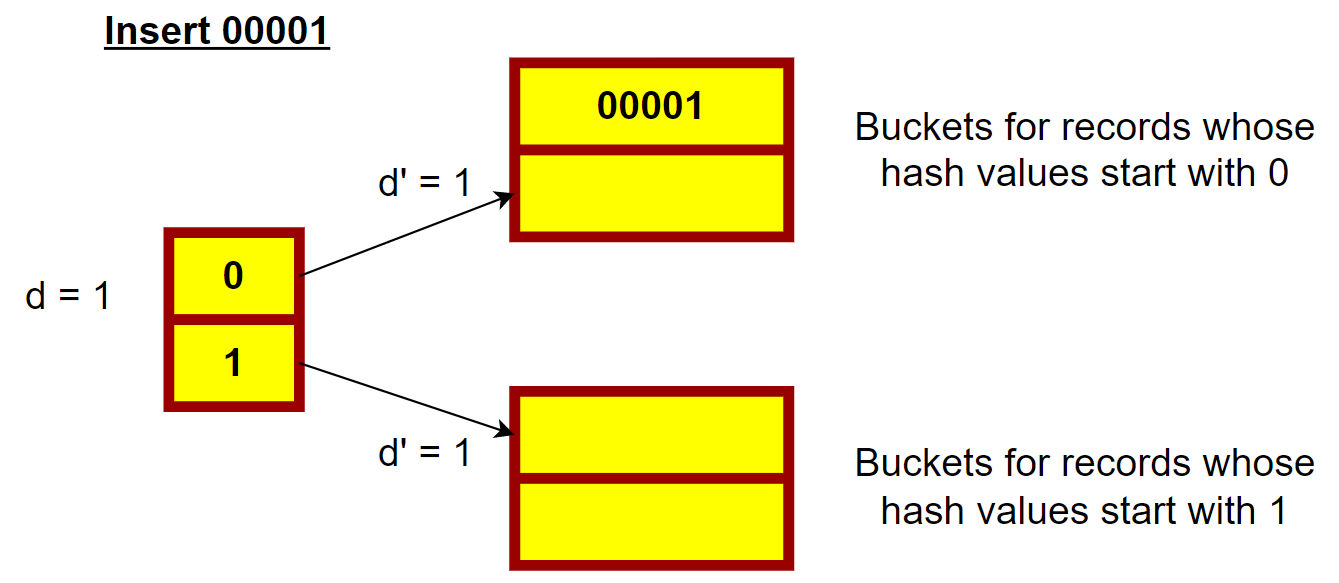 Insert 00001
00001
Buckets for records whose
hash values start with 0
d' = 1
0
d = 1
1
d' = 1
Buckets for records whose
hash values start with 1